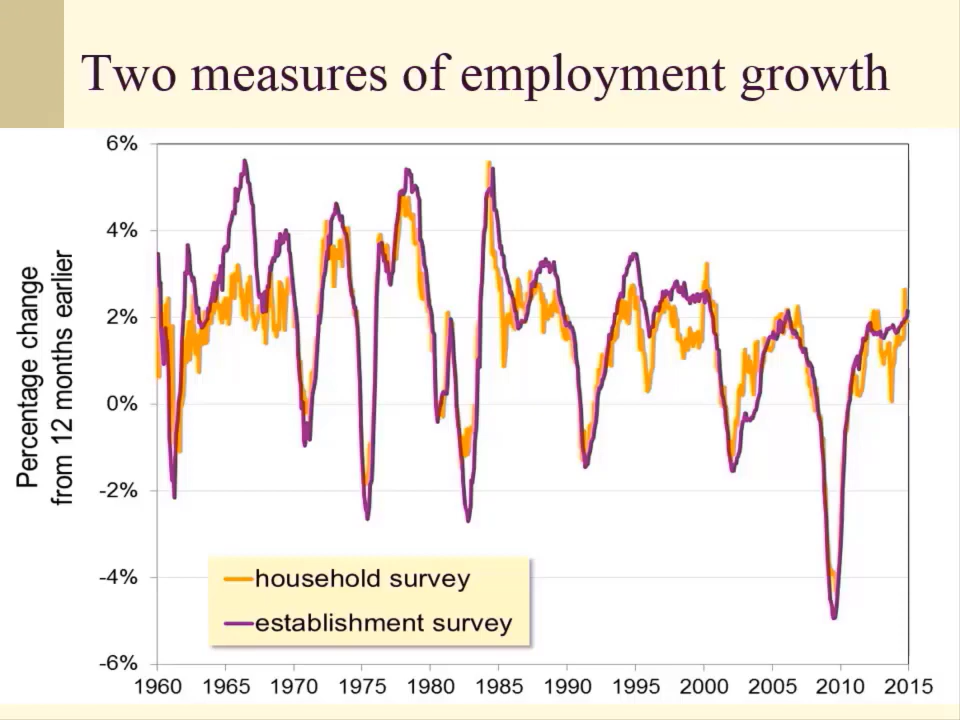 Two measures of employment growth
Percentage change
from 12 months earlier
6%
4%
2%
0%
-2%
-4%
-6%
household survey
establishment survey
1960 1965 1970 1975 1980 1985 1990 1995 2000 2005 2010 2015